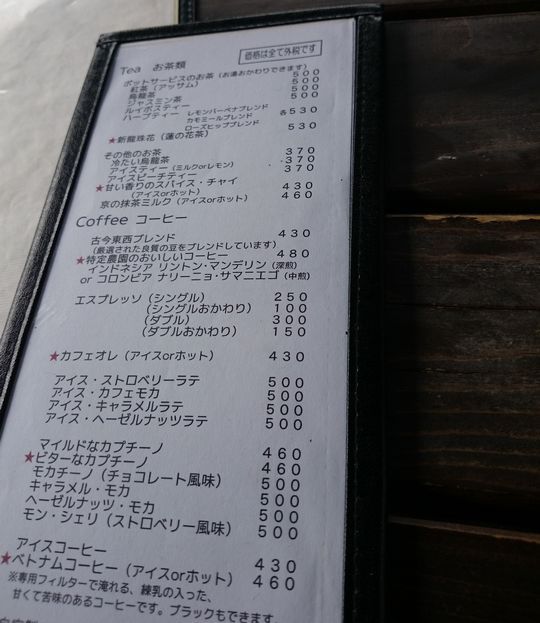 Tea お茶類
価格は全て外税です
ポットサービスのお茶(お湯おかわりできます)
紅茶(アッサム) 500
烏龍茶 500
ジャスミン茶 500
ルイボスティー 500
ハーブティー レモンバーベナブレンド 各530
カモミールブレンド
ローズヒップブレンド
★新龍珠花(蓮の花茶) 530
その他のお茶
冷たい烏龍茶 370
アイスティー(ミルクorレモン) 370
アイスピーチティー 370
★甘い香りのスパイス・チャイ 430
(アイスorホット)
京の抹茶ミルク(アイスorホット) 460
Coffee コーヒー
古今東西ブレンド 430
(厳選された良質の豆をブレンドしています)
★特定農園のおいしいコーヒー 480
インドネシア リントン・マンデリン(深煎)
or コロンビア ナリーニョ・サマニエゴ(中煎)
エスプレッソ(シングル) 250
(シングルおかわり) 100
(ダブル) 300
(ダブルおかわり) 150
★カフェオレ(アイスorホット) 430
アイス・ストロベリーラテ 500
アイス・カフェモカ 500
アイス・キャラメルラテ 500
アイス・ヘーゼルナッツラテ 500
マイルドなカプチーノ 460
★ビターなカプチーノ 460
モカチーノ(チョコレート風味) 500
キャラメル・モカ 500
ヘーゼルナッツ・モカ 500
モン・シェリ(ストロベリー風味) 500
アイスコーヒー 430
★ベトナムコーヒー(アイスorホット) 460
※専用フィルターで淹れる、練乳の入った、
甘くて苦味のあるコーヒーです。ブラックもできます